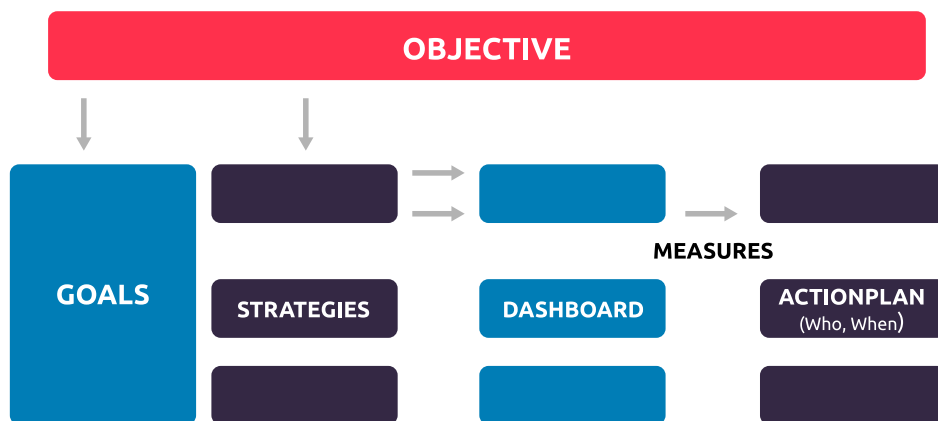 OBJECTIVE
MEASURES
GOALS
STRATEGIES
DASHBOARD
ACTIONPLAN
(Who, When)